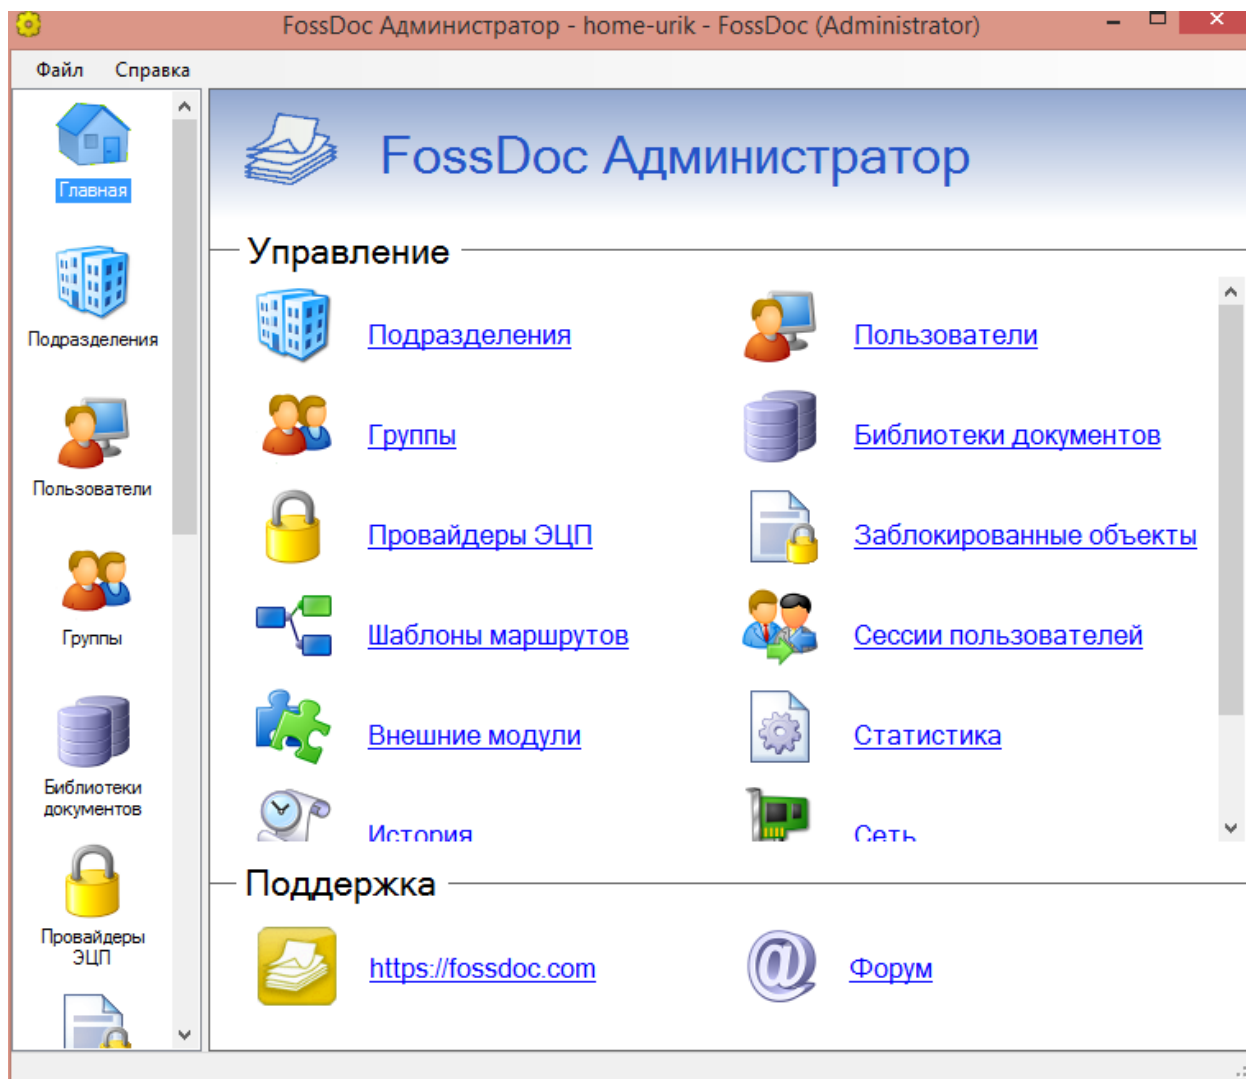 FossDoc Администратор - home-urik - FossDoc (Administrator)
Файл Справка
Главная
Подразделения
Пользователи
Группы
Библиотеки
документов
Провайдеры
ЭЦП
FossDoc Администратор
Управление
Подразделения Пользователи
Группы Библиотеки документов
Провайдеры ЭЦП Заблокированные объекты
Шаблоны маршрутов Сессии пользователей
Внешние модули Статистика
История Сеть
Поддержка
https://fossdoc.com Форум